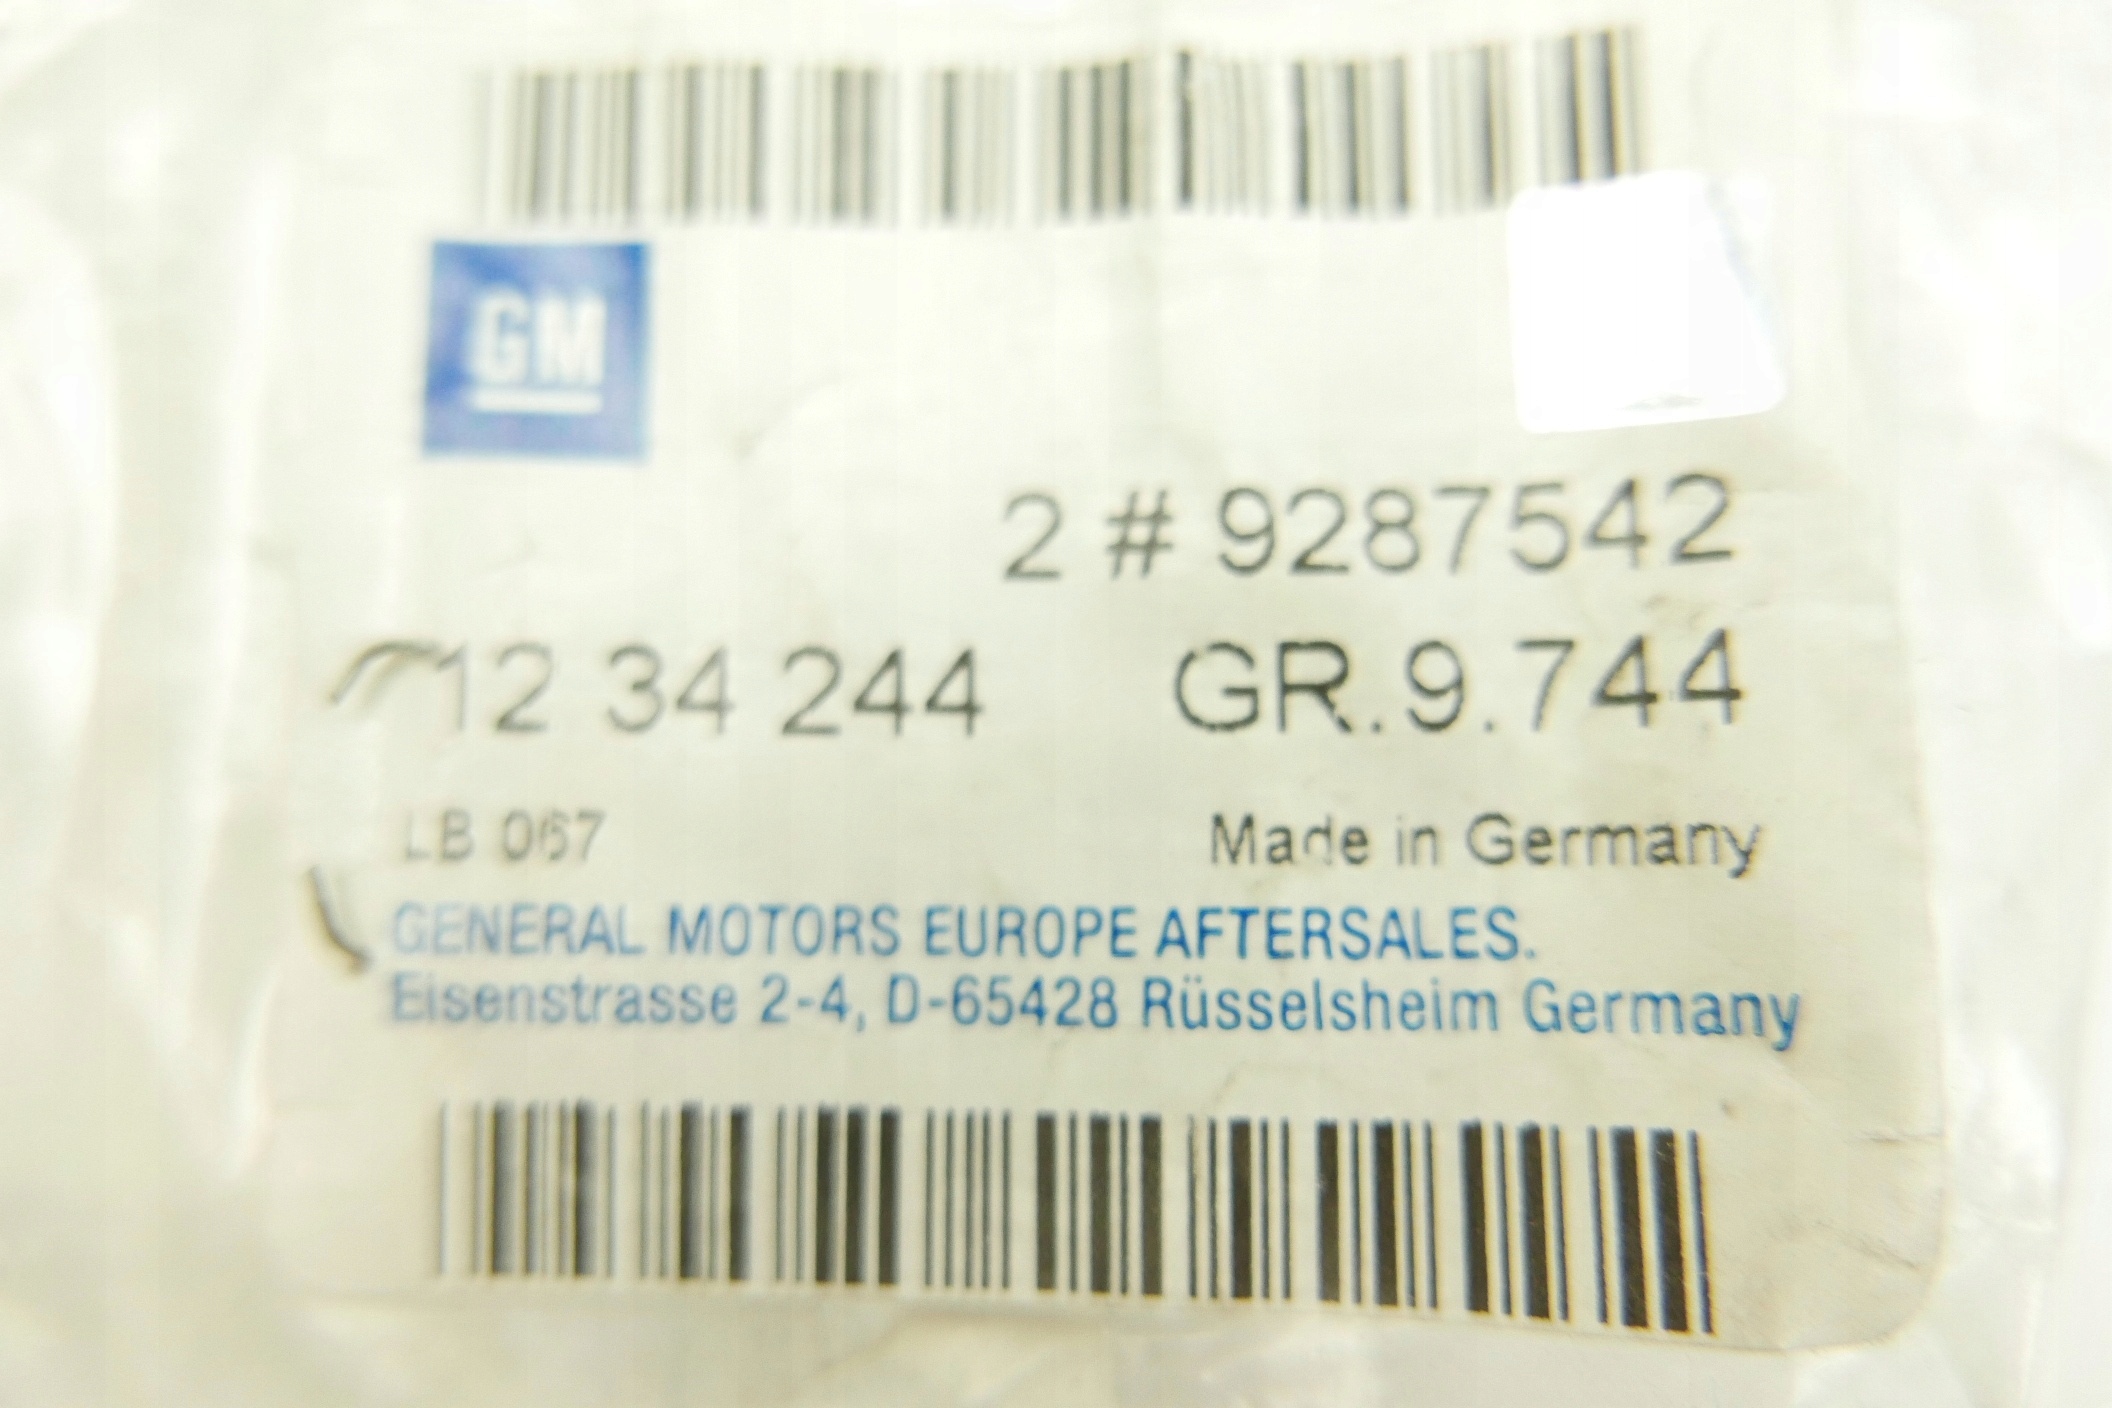 GM
2 # 9287542
12 34 244 GR.9.744
LB 067 Made in Germany
GENERAL MOTORS EUROPE AFTERSALES.
Eisenstrasse 2-4, D-65428 Rüsselsheim Germany